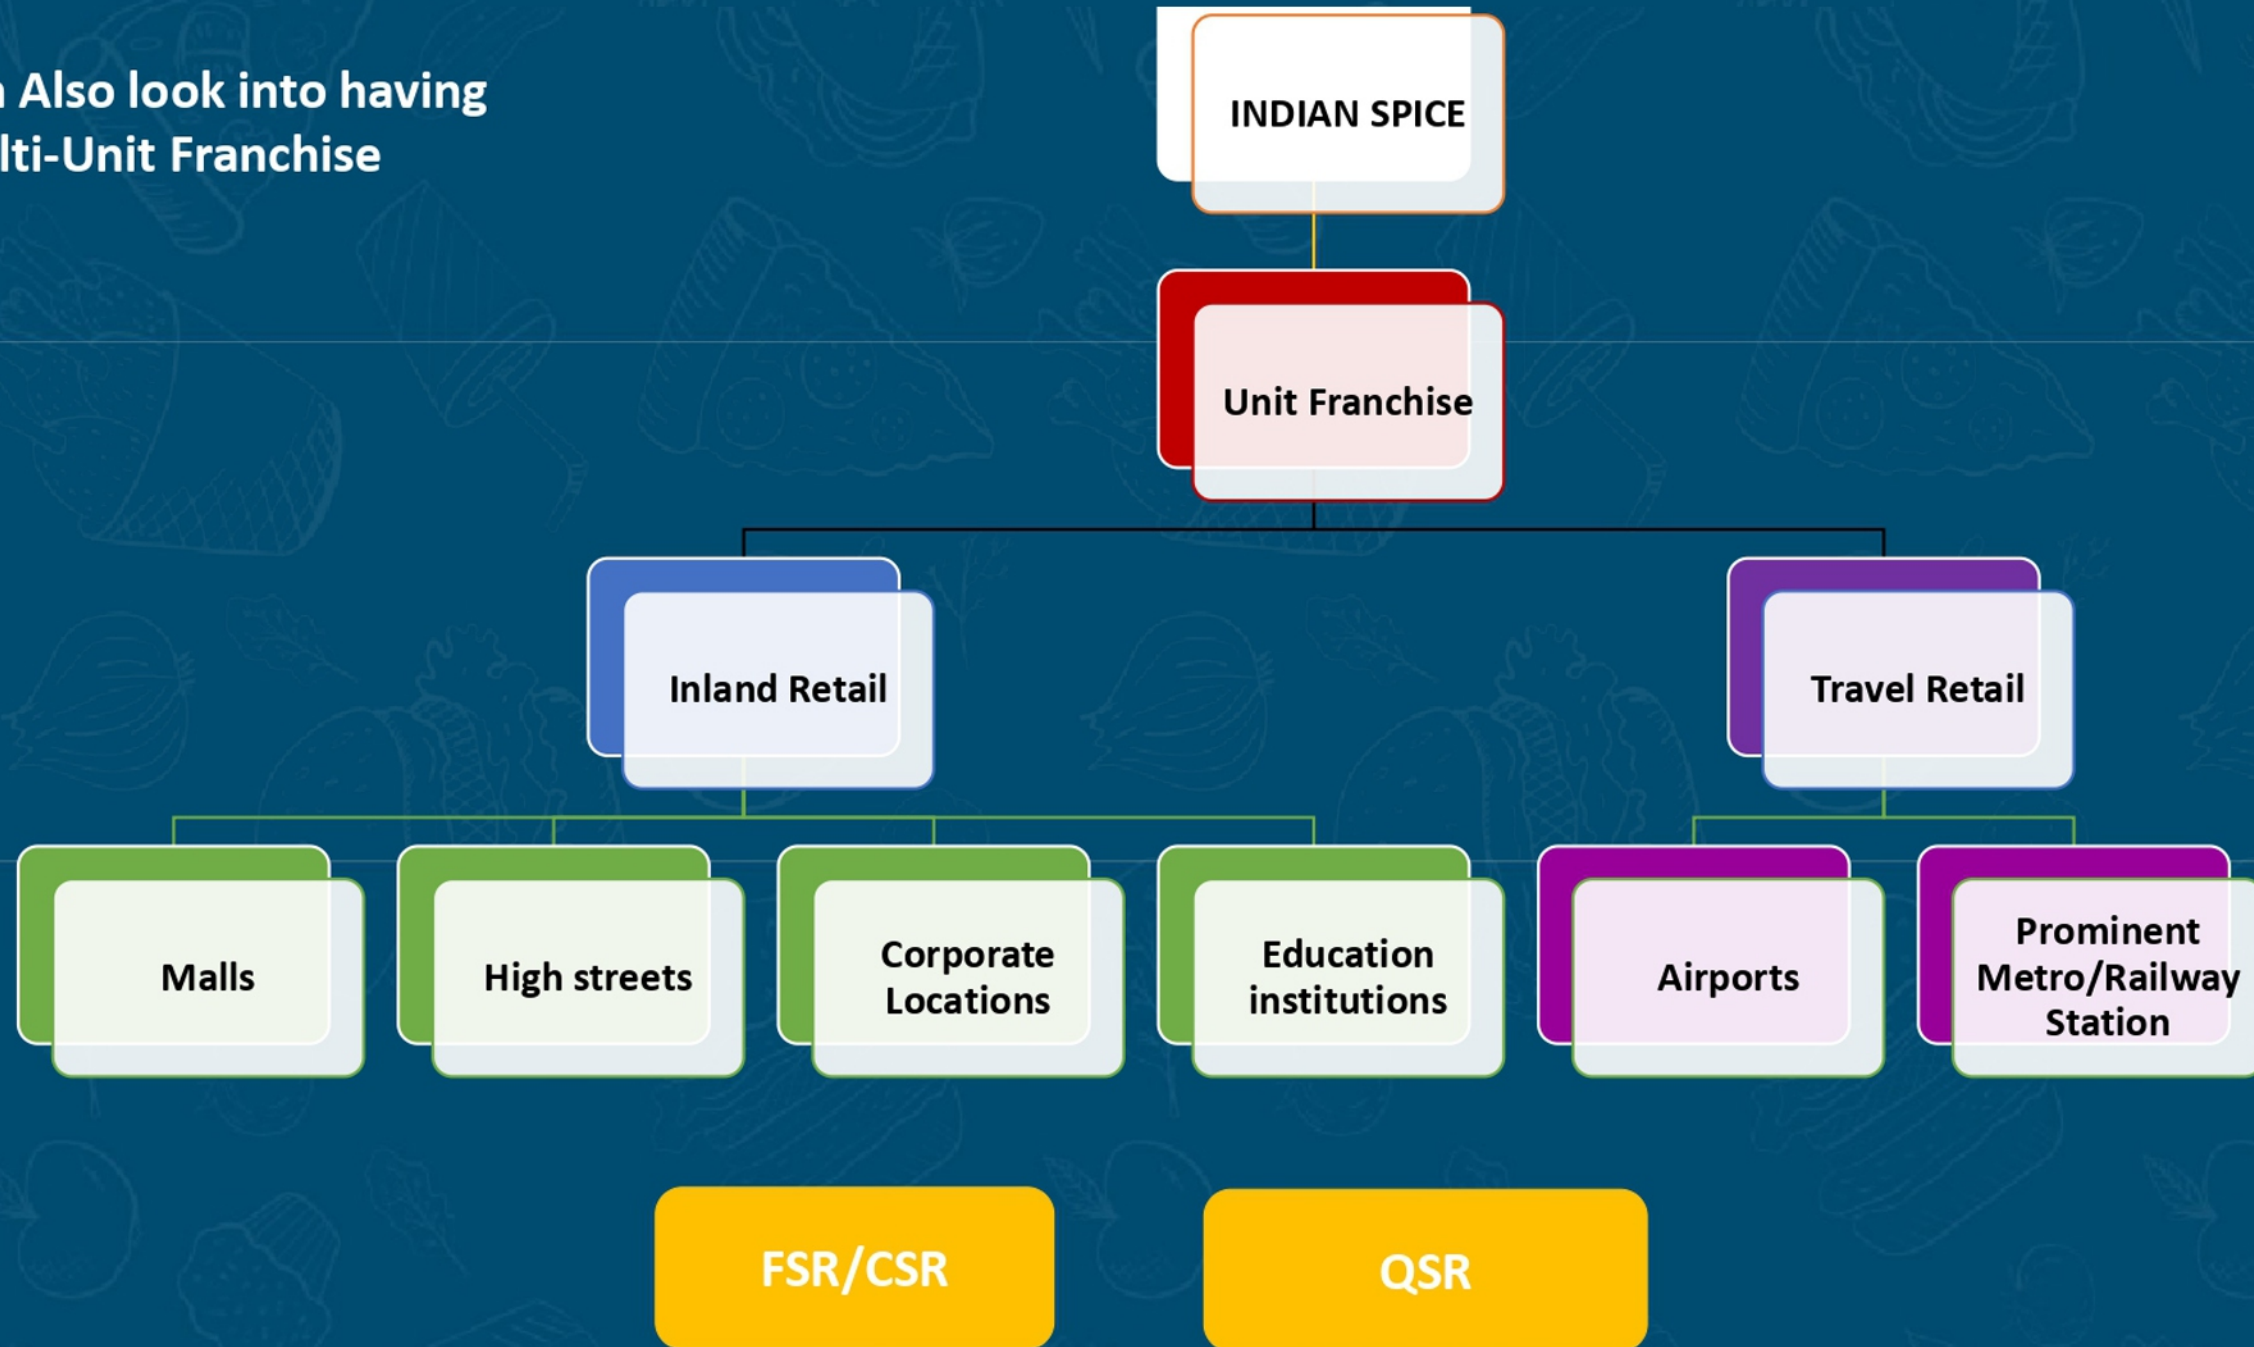 Also look into having
lti-Unit Franchise
INDIAN SPICE
Unit Franchise
Inland Retail
Travel Retail
Malls
High streets
Corporate
Locations
Education
institutions
Airports
Prominent
Metro/Railway
Station
FSR/CSR
QSR